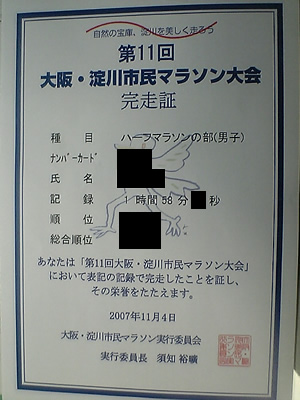 自然の宝庫、淀川を美しく走ろう
第11回
大阪・淀川市民マラソン大会
完走証
種　目　ハーフマラソンの部(男子)
ﾅﾝﾊﾞｰｶｰﾄﾞ
氏　名
記　録　1 時間 58 分　秒
順　位
総合順位
あなたは「第11回大阪・淀川市民マラソン大会」
において表記の記録で完走したことを証し、
その栄誉をたたえます。
2007年11月4日
大阪・淀川市民マラソン実行委員会
実行委員長　須知 裕曠